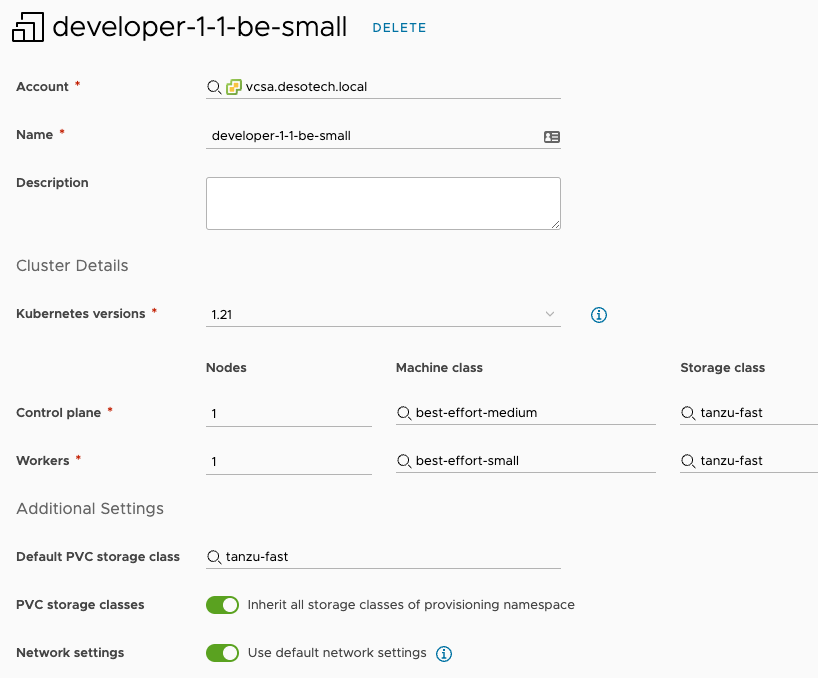 developer-1-1-be-small DELETE
Account * vcsa.desotech.local
Name * developer-1-1-be-small
Description
Cluster Details
Kubernetes versions * 1.21
Nodes Machine class Storage class
Control plane * 1 best-effort-medium tanzu-fast
Workers * 1 best-effort-small tanzu-fast
Additional Settings
Default PVC storage class tanzu-fast
PVC storage classes Inherit all storage classes of provisioning namespace
Network settings Use default network settings